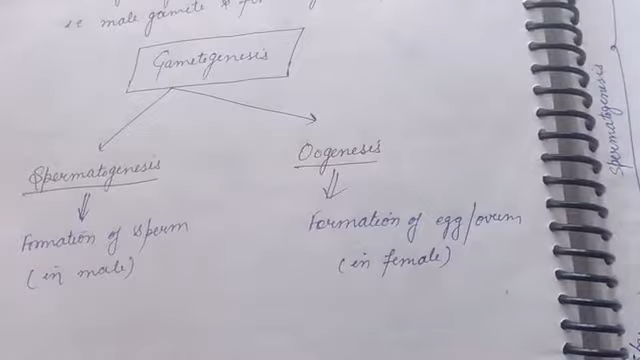 ie male gamete &
Gametogenesis
Spermatogenesis
Oogenesis
Formation of sperm
(in male)
Formation of egg/ovum
(in female)
Spermatogenesis